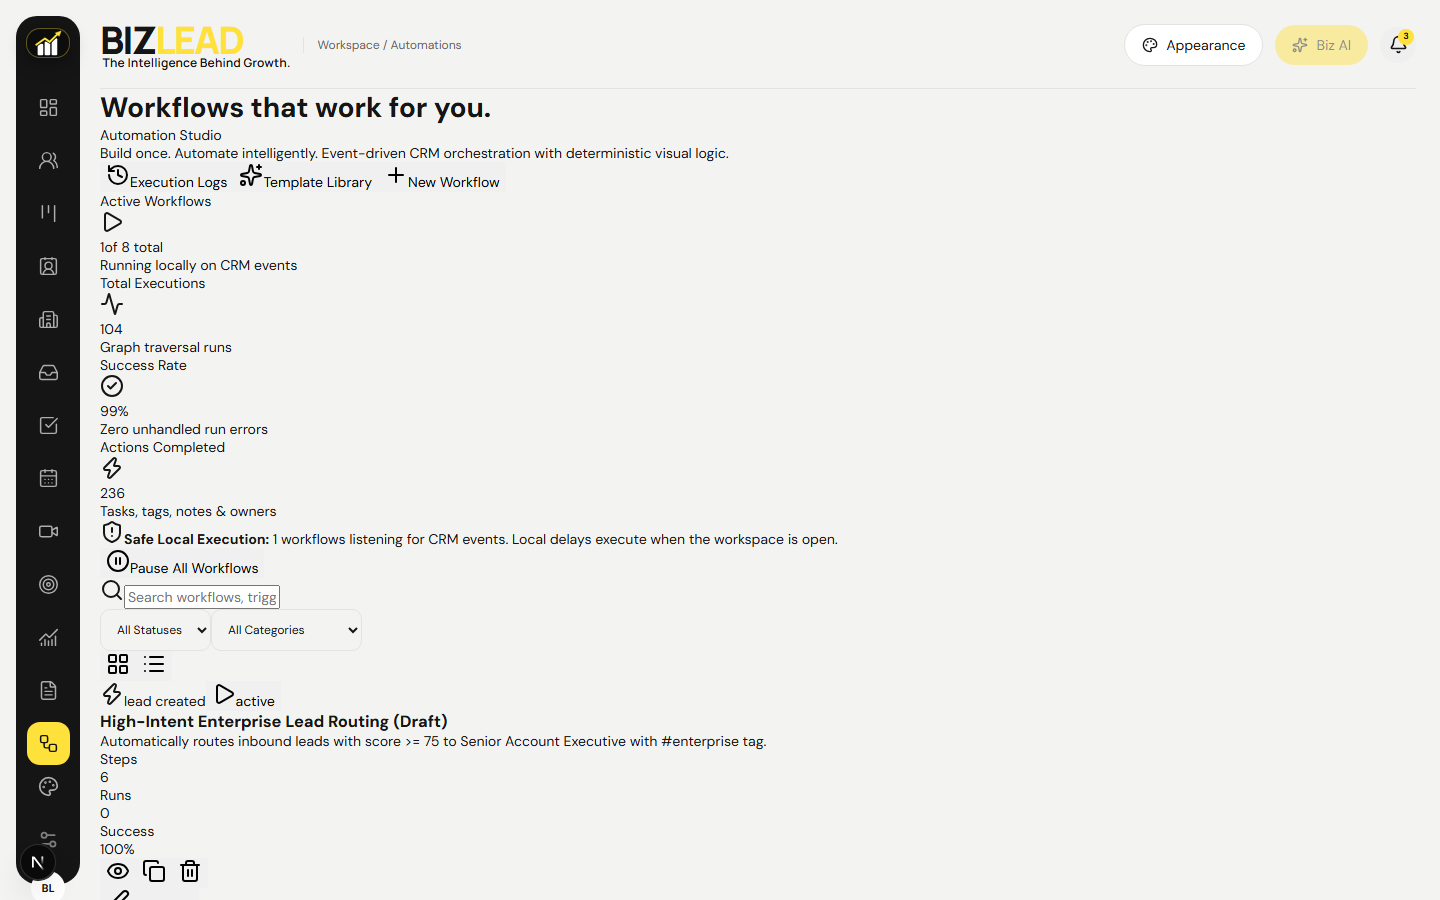 BIZLEAD
The Intelligence Behind Growth.
Workspace / Automations
Appearance
Biz AI
3
Workflows that work for you.
Automation Studio
Build once. Automate intelligently. Event-driven CRM orchestration with deterministic visual logic.
Execution Logs Template Library New Workflow
Active Workflows
1of 8 total
Running locally on CRM events
Total Executions
104
Graph traversal runs
Success Rate
99%
Zero unhandled run errors
Actions Completed
236
Tasks, tags, notes & owners
Safe Local Execution: 1 workflows listening for CRM events. Local delays execute when the workspace is open.
Pause All Workflows
Search workflows, trigg
All Statuses All Categories
lead created active
High-Intent Enterprise Lead Routing (Draft)
Automatically routes inbound leads with score >= 75 to Senior Account Executive with #enterprise tag.
Steps
6
Runs
0
Success
100%
N
BL